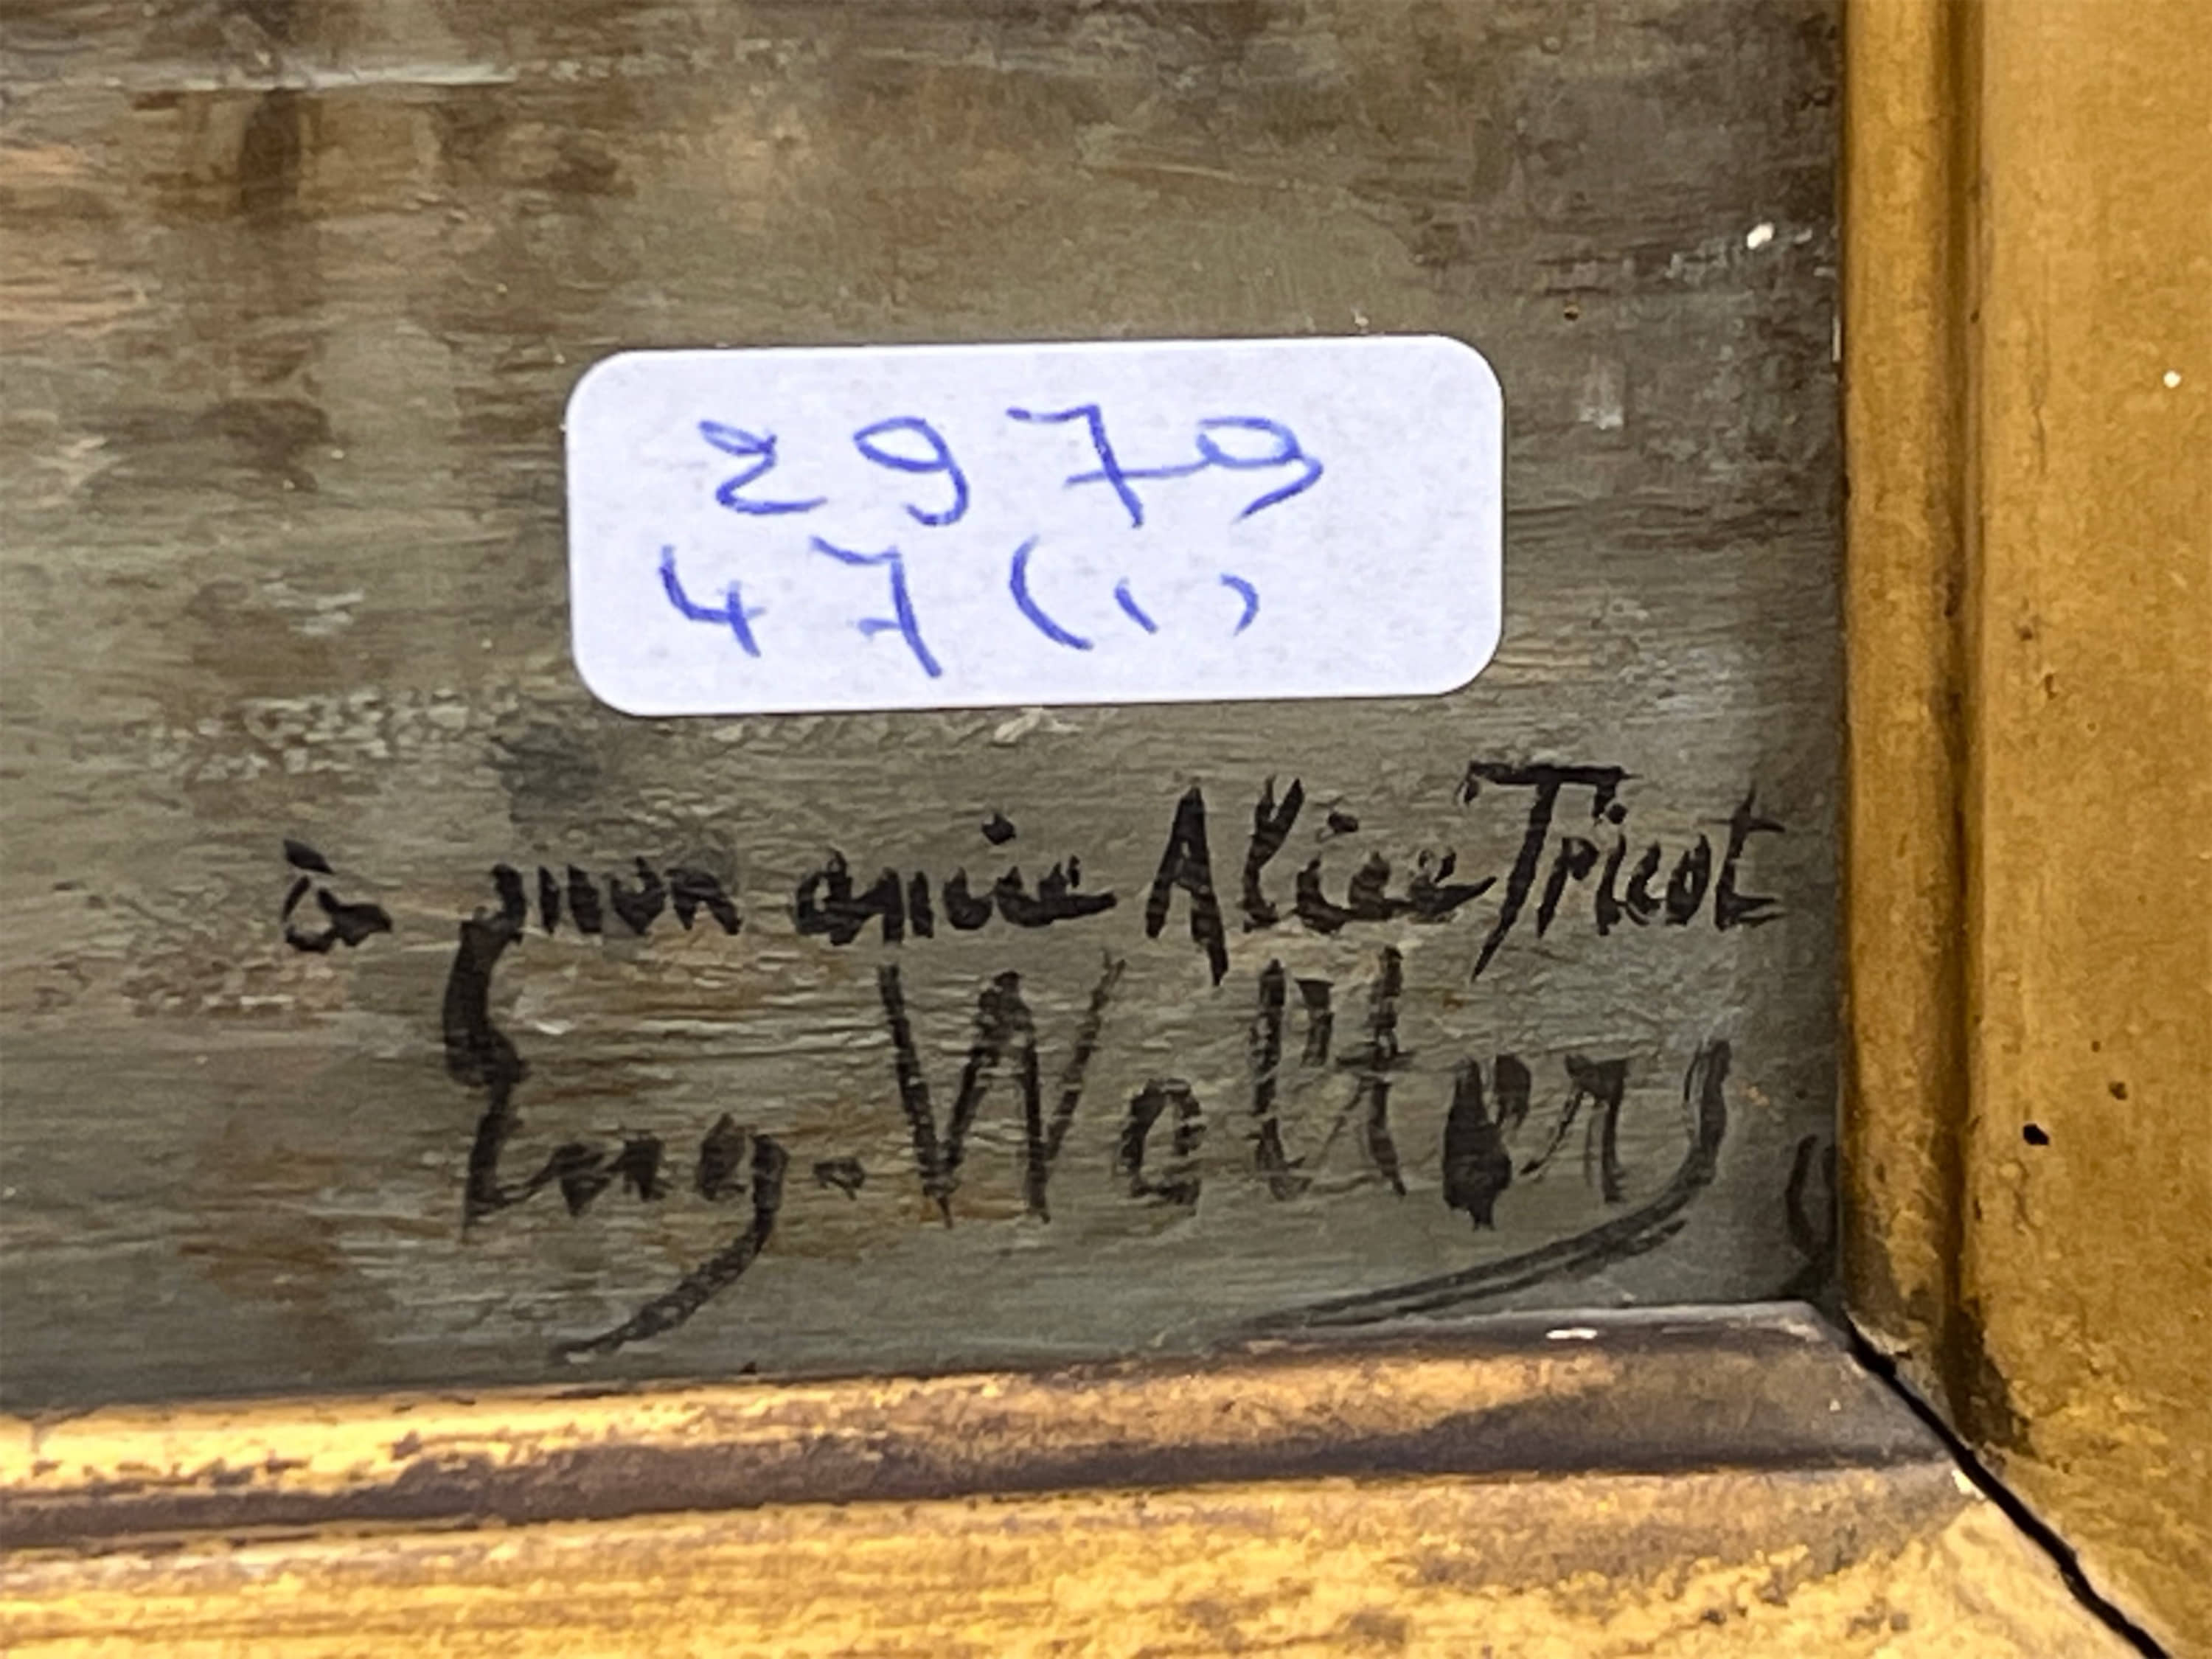 2979
47(1)
à mon amie Alice Tricot
Eug. Wolters